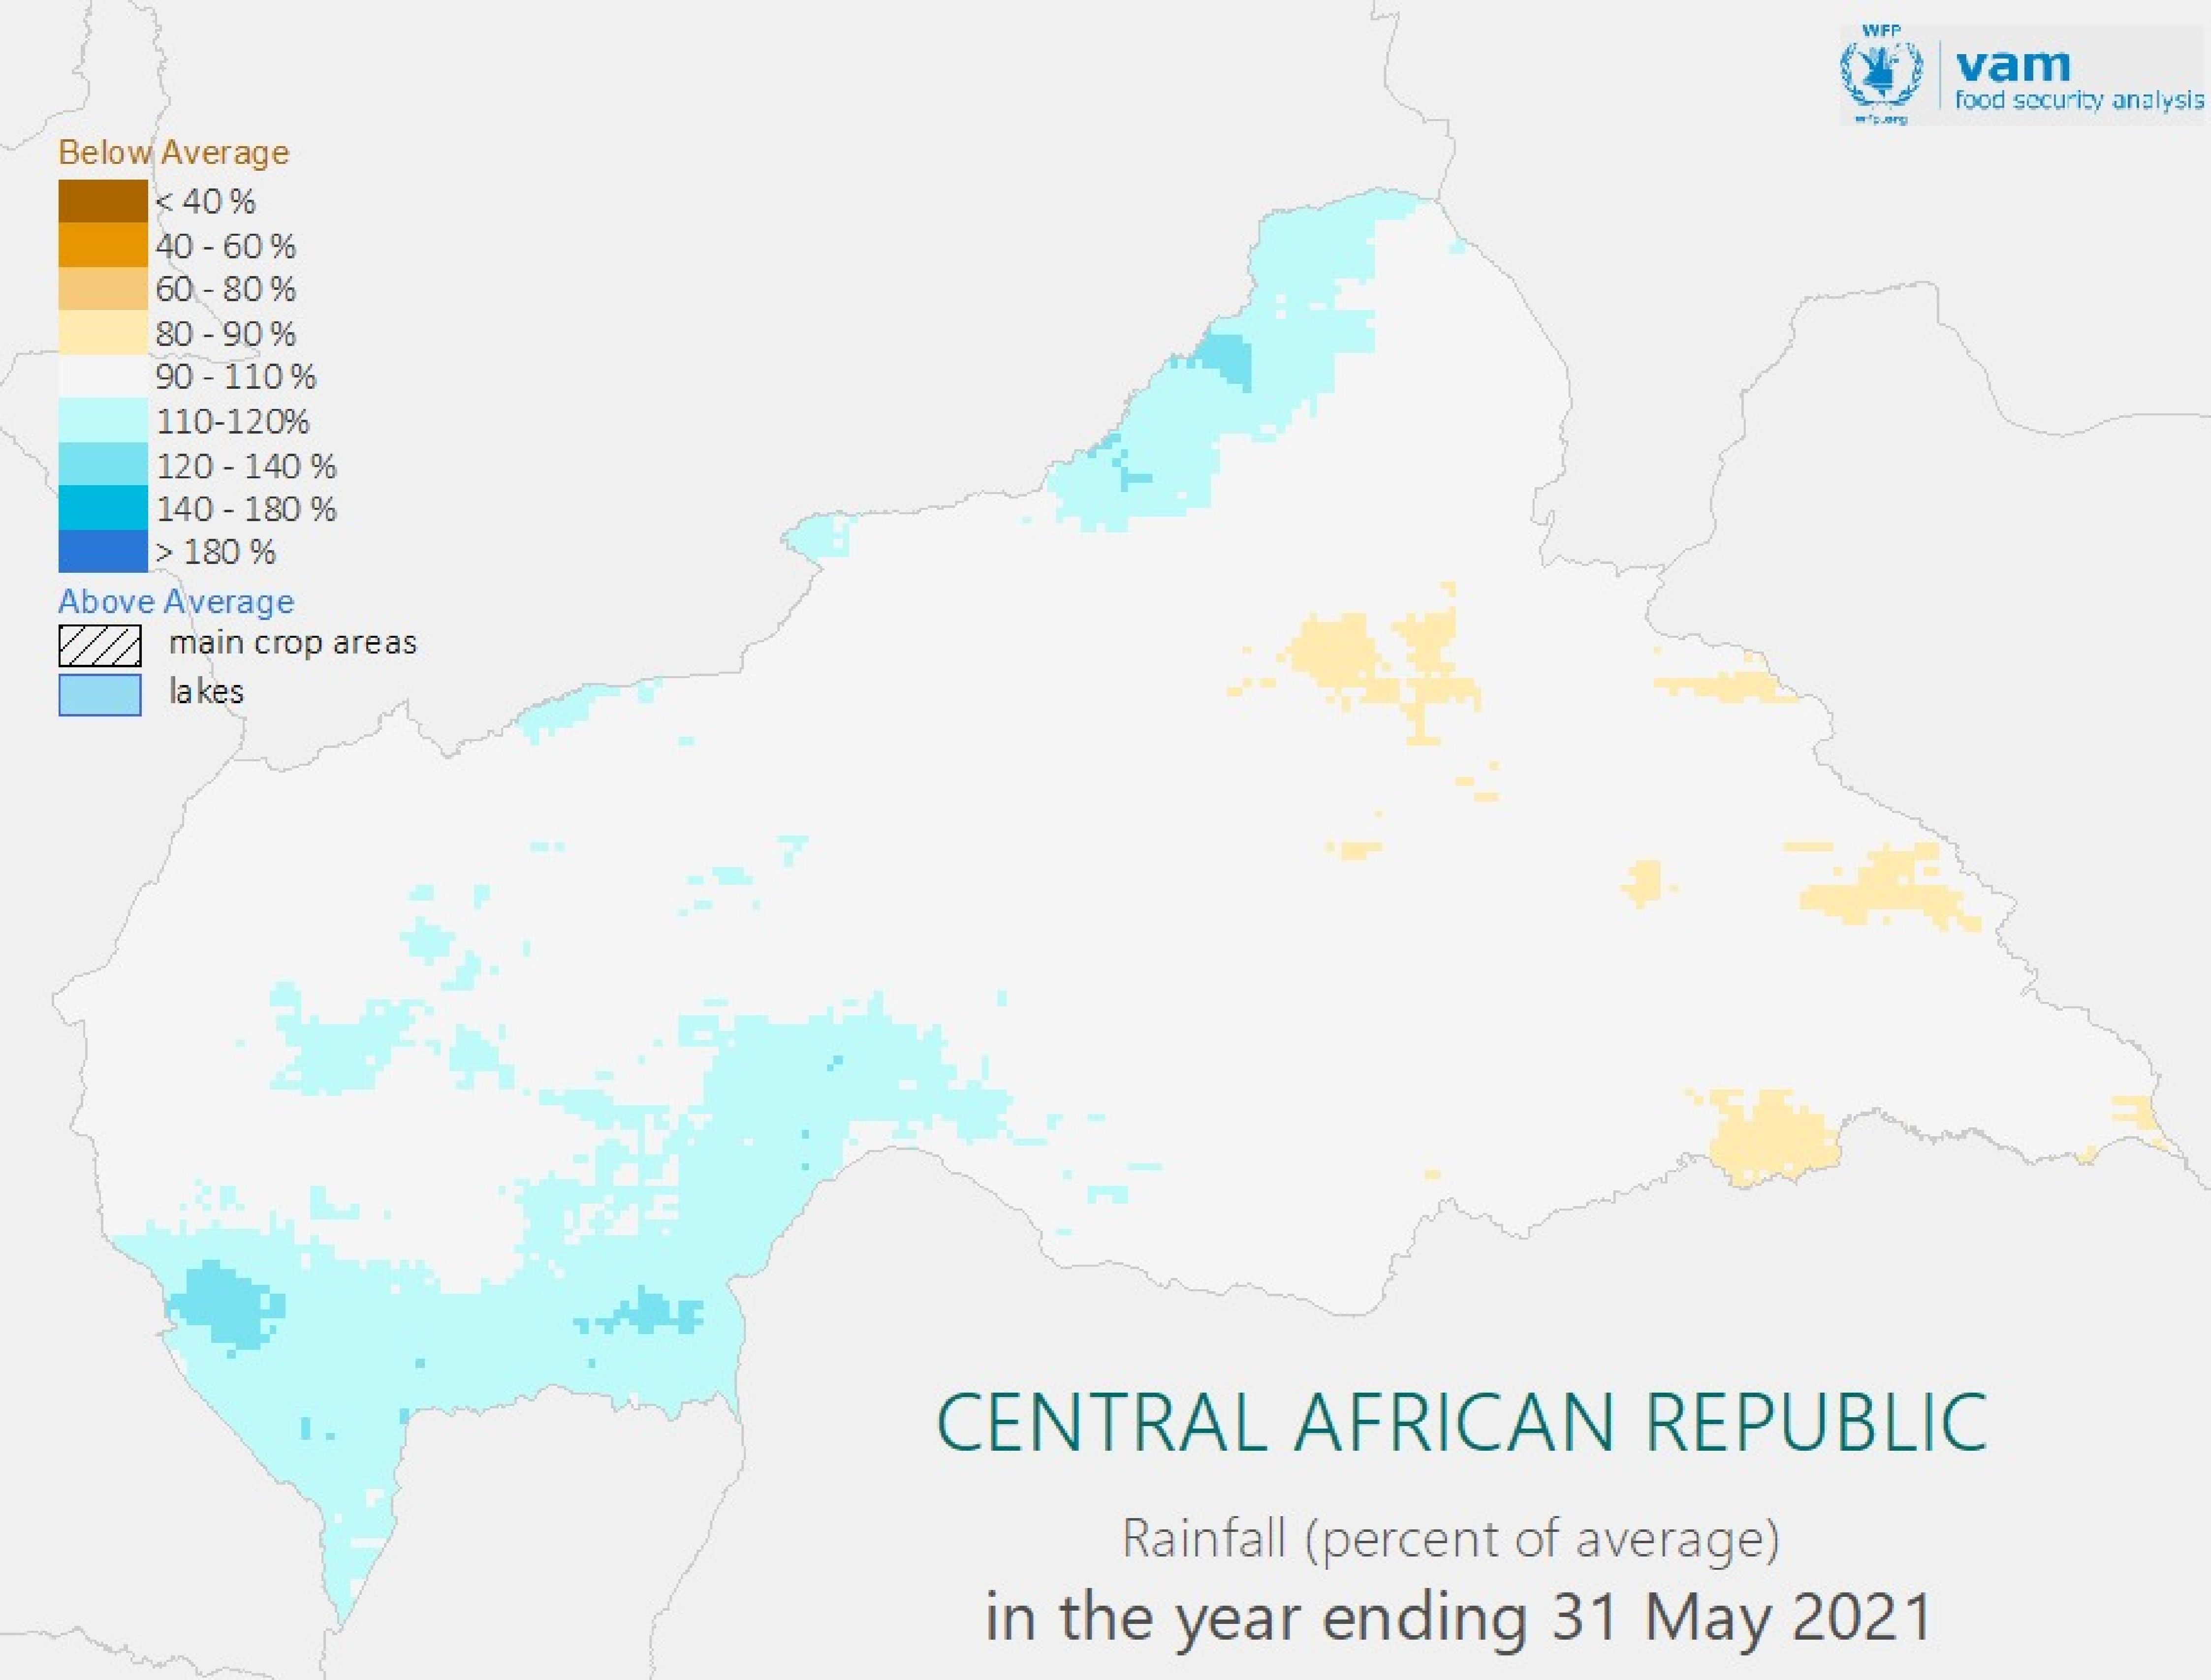 WFP
wfp.org
vam
food security analysis
Below Average
< 40 %
40 - 60 %
60 - 80 %
80 - 90 %
90 - 110 %
110-120%
120 - 140 %
140 - 180 %
> 180 %
Above Average
main crop areas
lakes
CENTRAL AFRICAN REPUBLIC
Rainfall (percent of average)
in the year ending 31 May 2021